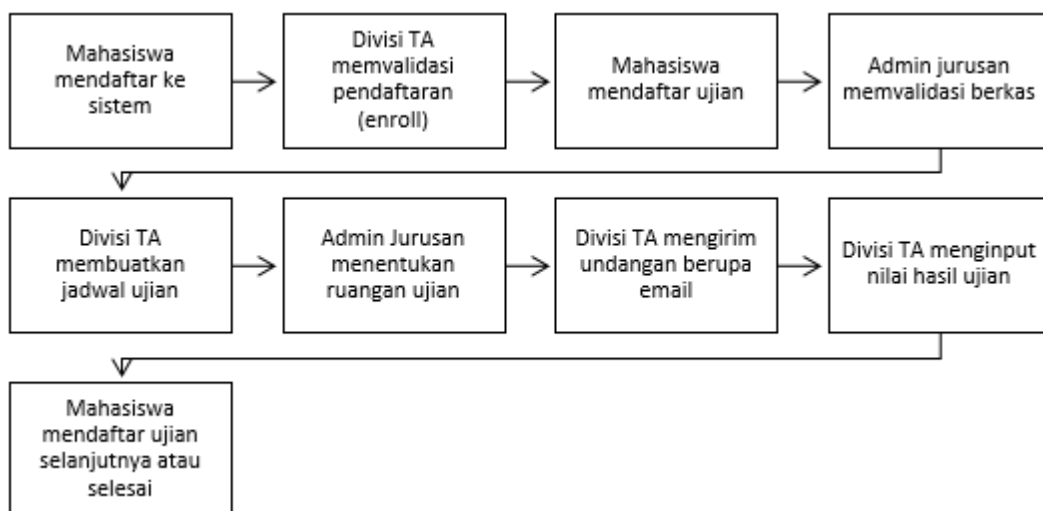 Mahasiswa
mendaftar ke
sistem
Divisi TA
memvalidasi
pendaftaran
(enroll)
Mahasiswa
mendaftar ujian
Admin jurusan
memvalidasi berkas
Divisi TA
membuatkan
jadwal ujian
Admin Jurusan
menentukan
ruangan ujian
Divisi TA mengirim
undangan berupa
email
Divisi TA menginput
nilai hasil ujian
Mahasiswa
mendaftar ujian
selanjutnya atau
selesai